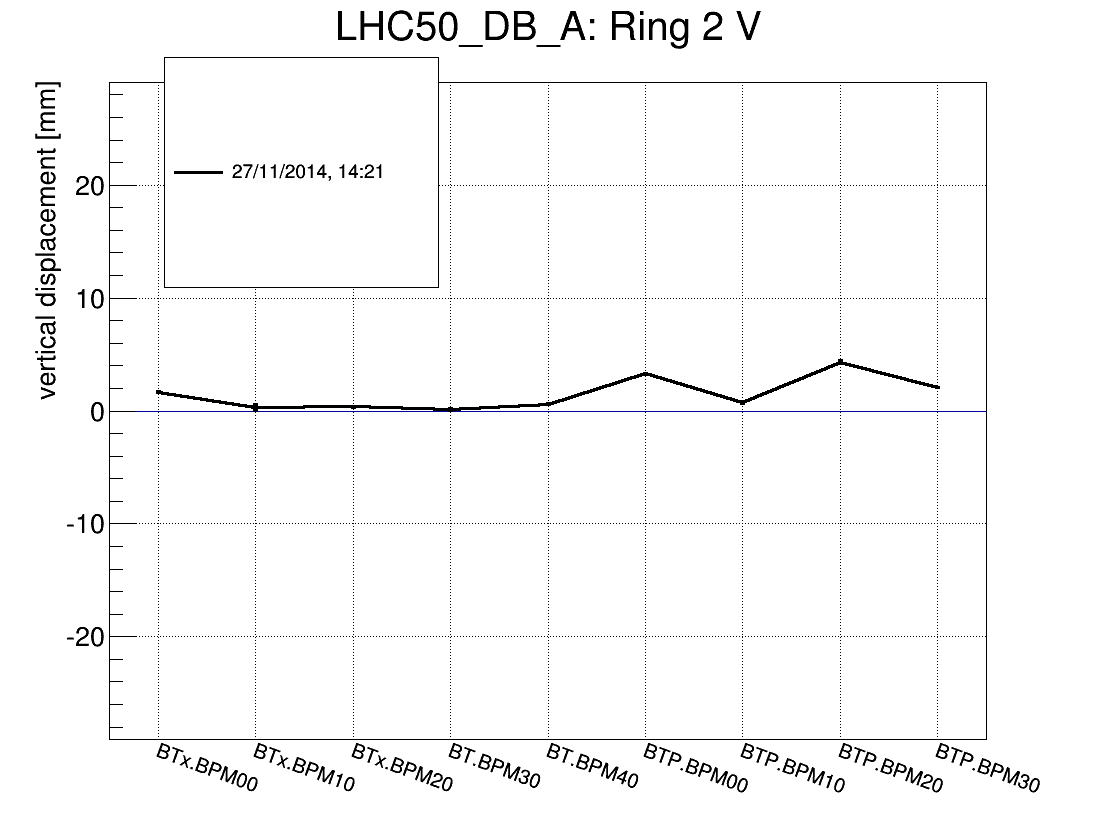 LHC50_DB_A: Ring 2 V
vertical displacement [mm]
27/11/2014, 14:21
20
10
0
-10
-20
BTx.BPM00
BTx.BPM10
BTx.BPM20
BT.BPM30
BT.BPM40
BTP.BPM00
BTP.BPM10
BTP.BPM20
BTP.BPM30